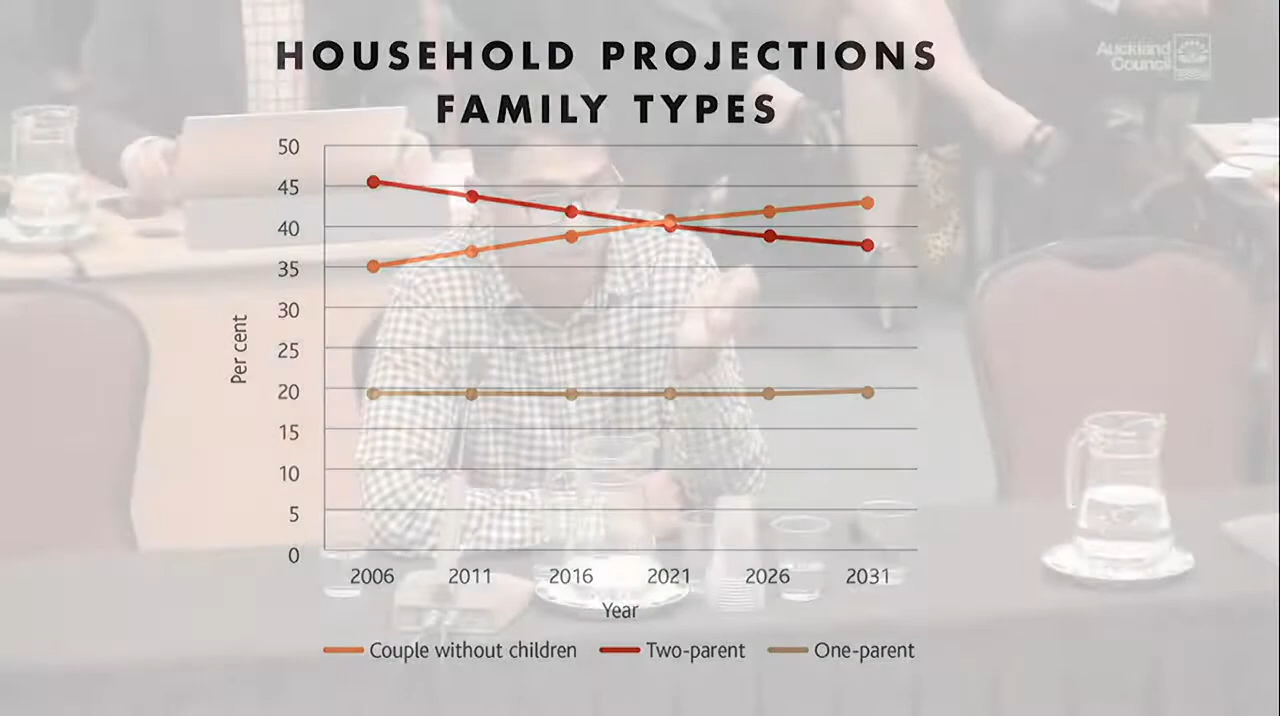 HOUSEHOLD PROJECTIONS
FAMILY TYPES
Auckland
Council
50
45
40
35
30
25
20
15
10
5
0
Per cent
2006 2011 2016 2021 2026 2031
Year
Couple without children Two-parent One-parent